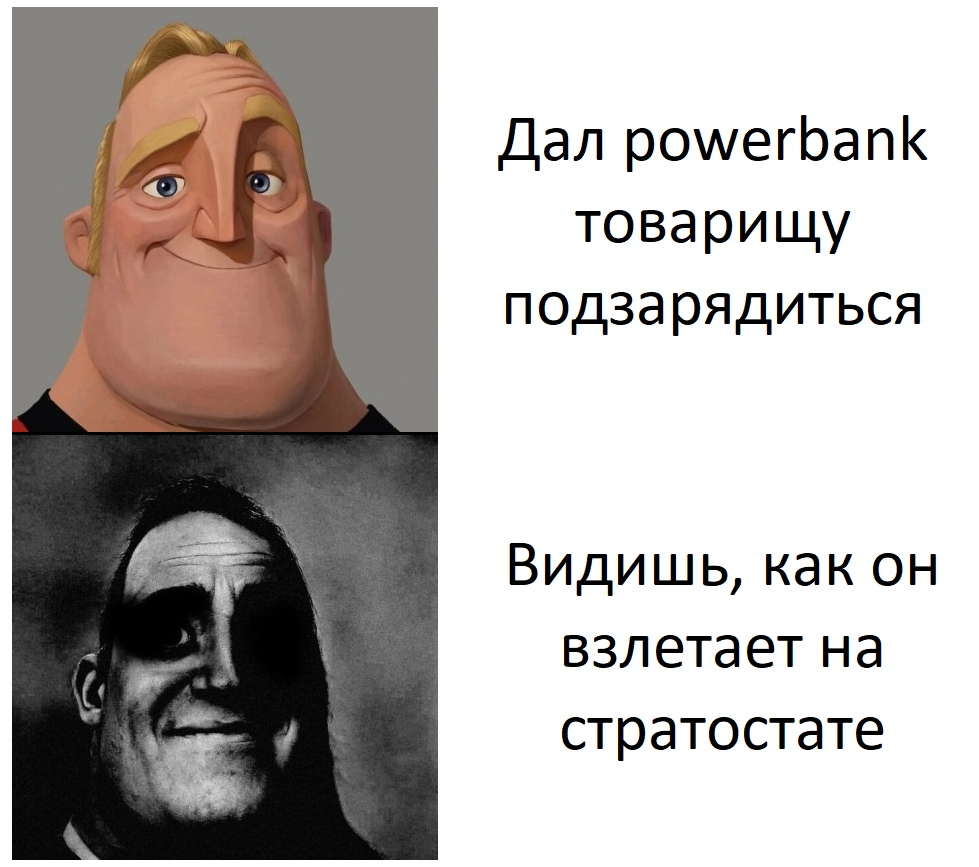 Дал powerbank
товарищу
подзарядиться
Видишь, как он
взлетает на
стратостате